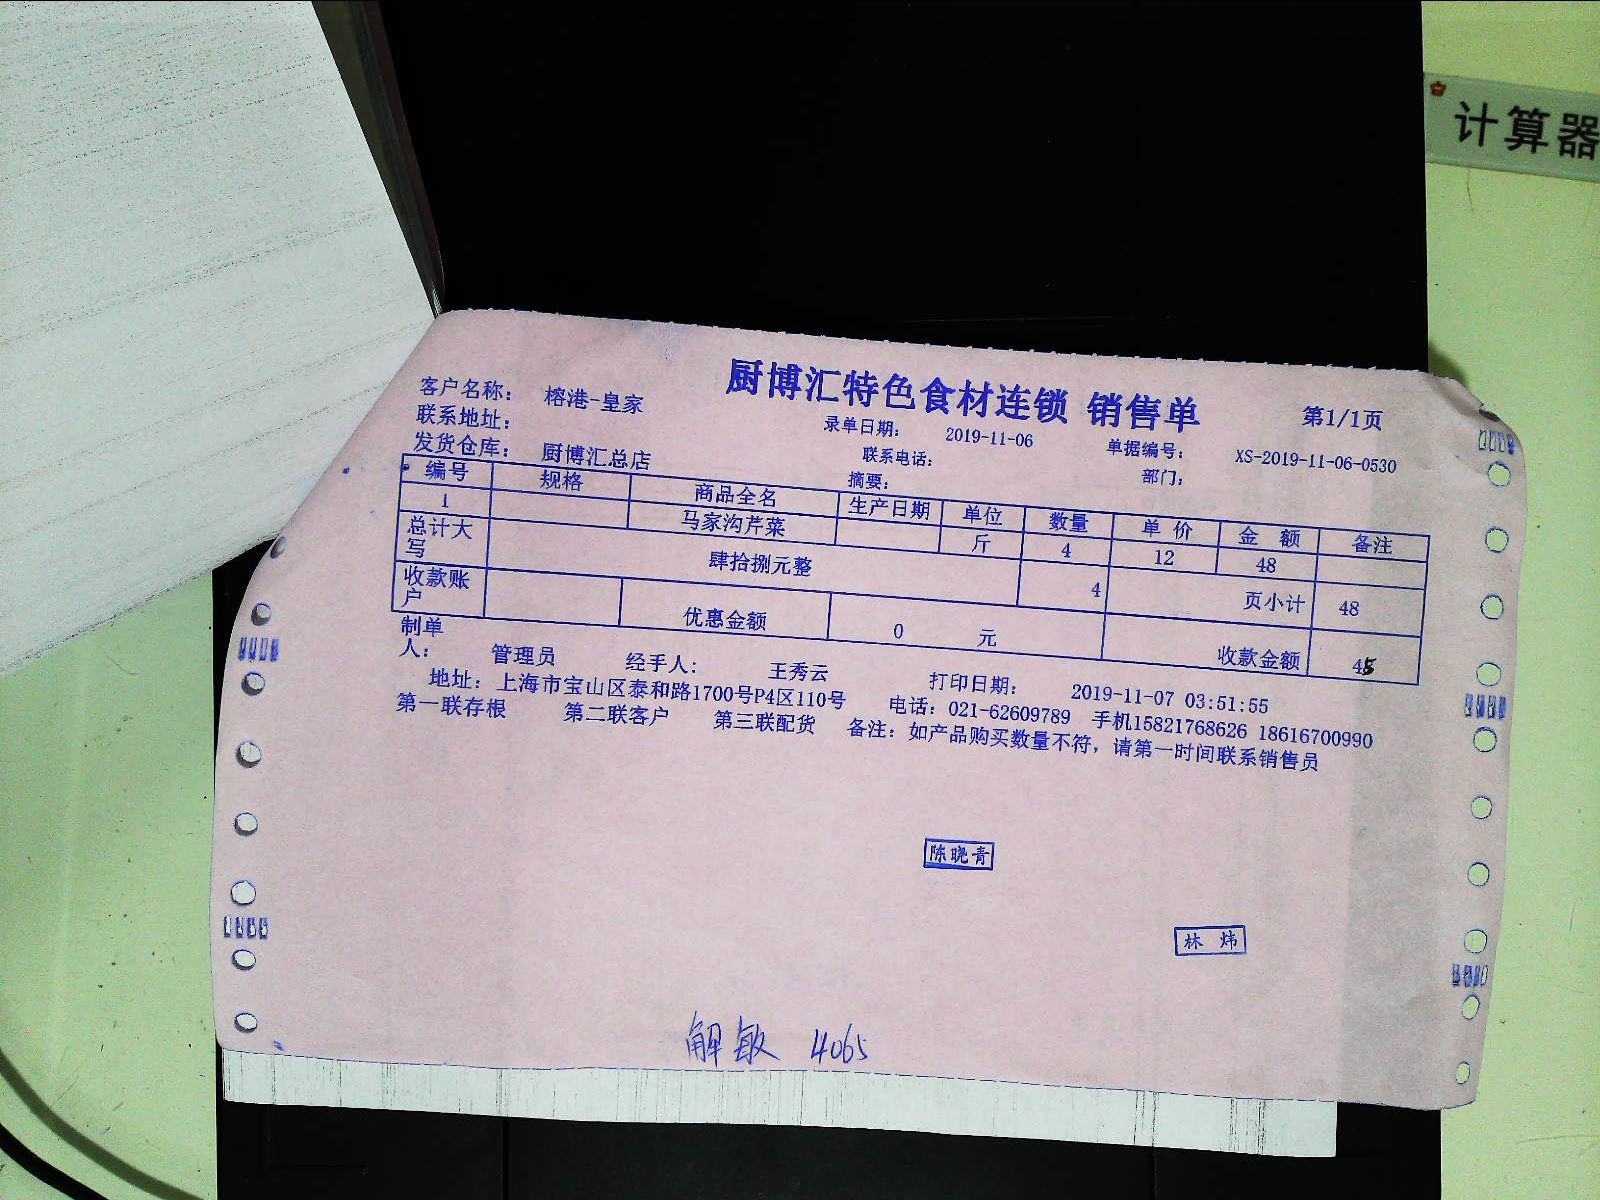 计算器
厨博汇特色食材连锁 销售单 第1/1页
客户名称： 榕港-皇家 录单日期： 2019-11-06 单据编号： XS-2019-11-06-0530
联系地址： 联系电话： 部门：
发货仓库： 厨博汇总店 摘要：
编号 规格 商品全名 生产日期 单位 数量 单 价 金 额 备注
1 马家沟芹菜 斤 4 12 48
总计大写 肆拾捌元整 4 页小计 48
收款账户 优惠金额 0 元 收款金额
制单人： 管理员 经手人： 王秀云 打印日期： 2019-11-07 03:51:55
地址：上海市宝山区泰和路1700号P4区110号 电话：021-62609789 手机15821768626 18616700990
第一联存根 第二联客户 第三联配货 备注：如产品购买数量不符，请第一时间联系销售员
陈晓青
林 炜
解敏 4065